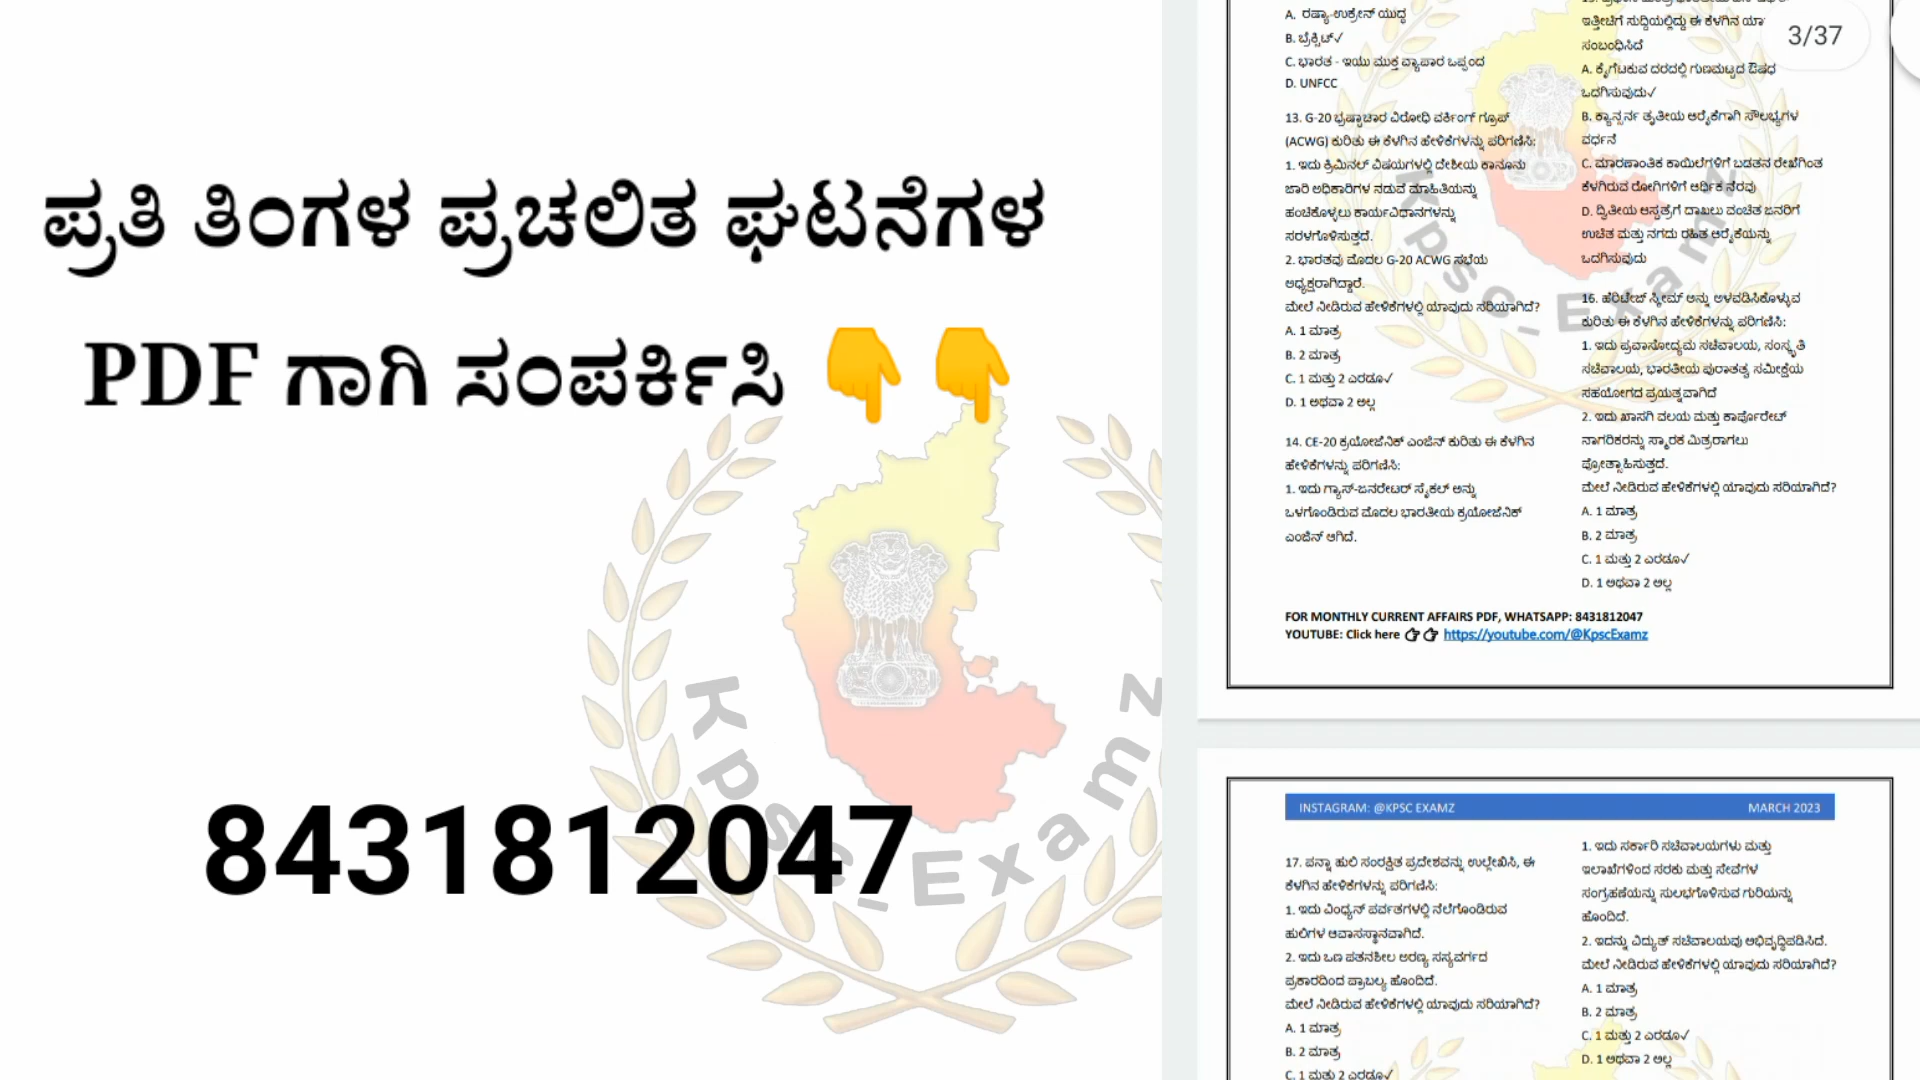 ಪ್ರತಿ ತಿಂಗಳ ಪ್ರಚಲಿತ ಘಟನೆಗಳ
PDF ಗಾಗಿ ಸಂಪರ್ಕಿಸಿ 👇👇
8431812047
Kpsc_Examz
A. ರಷ್ಯಾ-ಉಕ್ರೇನ್ ಯುದ್ಧ
B. ಬ್ರೆಕ್ಸಿಟ್✓
C. ಭಾರತ - ಇಯು ಮುಕ್ತ ವ್ಯಾಪಾರ ಒಪ್ಪಂದ
D. UNFCC
13. G-20 ಭ್ರಷ್ಟಾಚಾರ ವಿರೋಧಿ ವರ್ಕಿಂಗ್ ಗ್ರೂಪ್
(ACWG) ಕುರಿತು ಈ ಕೆಳಗಿನ ಹೇಳಿಕೆಗಳನ್ನು ಪರಿಗಣಿಸಿ:
1. ಇದು ಕ್ರಿಮಿನಲ್ ವಿಷಯಗಳಲ್ಲಿ ದೇಶೀಯ ಕಾನೂನು
ಜಾರಿ ಅಧಿಕಾರಿಗಳ ನಡುವೆ ಮಾಹಿತಿಯನ್ನು
ಹಂಚಿಕೊಳ್ಳಲು ಕಾರ್ಯವಿಧಾನಗಳನ್ನು
ಸರಳಗೊಳಿಸುತ್ತದೆ.
2. ಭಾರತವು ಮೊದಲ G-20 ACWG ಸಭೆಯ
ಅಧ್ಯಕ್ಷರಾಗಿದ್ದಾರೆ.
ಮೇಲೆ ನೀಡಿರುವ ಹೇಳಿಕೆಗಳಲ್ಲಿ ಯಾವುದು ಸರಿಯಾಗಿದೆ?
A. 1 ಮಾತ್ರ
B. 2 ಮಾತ್ರ
C. 1 ಮತ್ತು 2 ಎರಡೂ✓
D. 1 ಅಥವಾ 2 ಅಲ್ಲ
14. CE-20 ಕ್ರಯೋಜೆನಿಕ್ ಎಂಜಿನ್ ಕುರಿತು ಈ ಕೆಳಗಿನ
ಹೇಳಿಕೆಗಳನ್ನು ಪರಿಗಣಿಸಿ:
1. ಇದು ಗ್ಯಾಸ್-ಜನರೇಟರ್ ಸೈಕಲ್ ಅನ್ನು
ಒಳಗೊಂಡಿರುವ ಮೊದಲ ಭಾರತೀಯ ಕ್ರಯೋಜೆನಿಕ್
ಎಂಜಿನ್ ಆಗಿದೆ.
3/37
ಇತ್ತೀಚೆಗೆ ಸುದ್ದಿಯಲ್ಲಿದ್ದು ಈ ಕೆಳಗಿನ
ಸಂಬಂಧಿಸಿದೆ
A. ಕೈಗೆಟಕುವ ದರದಲ್ಲಿ ಗುಣಮಟ್ಟದ ಔಷಧ
ಒದಗಿಸುವುದು✓
B. ಕ್ಯಾನ್ಸರ್ನ ತೃತೀಯ ಆರೈಕೆಗಾಗಿ ಸೌಲಭ್ಯಗಳ
ವರ್ಧನೆ
C. ಮಾರಣಾಂತಿಕ ಕಾಯಿಲೆಗಳಿಗೆ ಬಡತನ ರೇಖೆಗಿಂತ
ಕೆಳಗಿರುವ ರೋಗಿಗಳಿಗೆ ಆರ್ಥಿಕ ನೆರವು
D. ದ್ವಿತೀಯ ಆಸ್ಪತ್ರೆಗೆ ದಾಖಲು ವಂಚಿತ ಜನರಿಗೆ
ಉಚಿತ ಮತ್ತು ನಗದು ರಹಿತ ಆರೈಕೆಯನ್ನು
ಒದಗಿಸುವುದು
16. ಹೆರಿಟೇಜ್ ಸ್ಕೀಮ್ ಅನ್ನು ಅಳವಡಿಸಿಕೊಳ್ಳುವ
ಕುರಿತು ಈ ಕೆಳಗಿನ ಹೇಳಿಕೆಗಳನ್ನು ಪರಿಗಣಿಸಿ:
1. ಇದು ಪ್ರವಾಸೋದ್ಯಮ ಸಚಿವಾಲಯ, ಸಂಸ್ಕೃತಿ
ಸಚಿವಾಲಯ, ಭಾರತೀಯ ಪುರಾತತ್ವ ಸಮೀಕ್ಷೆಯ
ಸಹಯೋಗದ ಪ್ರಯತ್ನವಾಗಿದೆ
2. ಇದು ಖಾಸಗಿ ವಲಯ ಮತ್ತು ಕಾರ್ಪೊರೇಟ್
ನಾಗರಿಕರನ್ನು ಸ್ಮಾರಕ ಮಿತ್ರರಾಗಲು
ಪ್ರೋತ್ಸಾಹಿಸುತ್ತದೆ.
ಮೇಲೆ ನೀಡಿರುವ ಹೇಳಿಕೆಗಳಲ್ಲಿ ಯಾವುದು ಸರಿಯಾಗಿದೆ?
A. 1 ಮಾತ್ರ
B. 2 ಮಾತ್ರ
C. 1 ಮತ್ತು 2 ಎರಡೂ✓
D. 1 ಅಥವಾ 2 ಅಲ್ಲ
FOR MONTHLY CURRENT AFFAIRS PDF, WHATSAPP: 8431812047
YOUTUBE: Click here 👉👉 https://youtube.com/@KpscExamz
Kpsc_Examz
INSTAGRAM: @KPSC EXAMZ MARCH 2023
17. ಪನ್ನಾ ಹುಲಿ ಸಂರಕ್ಷಿತ ಪ್ರದೇಶವನ್ನು ಉಲ್ಲೇಖಿಸಿ, ಈ
ಕೆಳಗಿನ ಹೇಳಿಕೆಗಳನ್ನು ಪರಿಗಣಿಸಿ:
1. ಇದು ವಿಂಧ್ಯನ್ ಪರ್ವತಗಳಲ್ಲಿ ನೆಲೆಗೊಂಡಿರುವ
ಹುಲಿಗಳ ಆವಾಸಸ್ಥಾನವಾಗಿದೆ.
2. ಇದು ಒಣ ಪತನಶೀಲ ಅರಣ್ಯ ಸಸ್ಯವರ್ಗದ
ಪ್ರಕಾರದಿಂದ ಪ್ರಾಬಲ್ಯ ಹೊಂದಿದೆ.
ಮೇಲೆ ನೀಡಿರುವ ಹೇಳಿಕೆಗಳಲ್ಲಿ ಯಾವುದು ಸರಿಯಾಗಿದೆ?
A. 1 ಮಾತ್ರ
B. 2 ಮಾತ್ರ
C. 1 ಮತ್ತು 2 ಎರಡೂ✓
1. ಇದು ಸರ್ಕಾರಿ ಸಚಿವಾಲಯಗಳು ಮತ್ತು
ಇಲಾಖೆಗಳಿಂದ ಸರಕು ಮತ್ತು ಸೇವೆಗಳ
ಸಂಗ್ರಹಣೆಯನ್ನು ಸುಲಭಗೊಳಿಸುವ ಗುರಿಯನ್ನು
ಹೊಂದಿದೆ.
2. ಇದನ್ನು ವಿದ್ಯುತ್ ಸಚಿವಾಲಯವು ಅಭಿವೃದ್ಧಿಪಡಿಸಿದೆ.
ಮೇಲೆ ನೀಡಿರುವ ಹೇಳಿಕೆಗಳಲ್ಲಿ ಯಾವುದು ಸರಿಯಾಗಿದೆ?
A. 1 ಮಾತ್ರ
B. 2 ಮಾತ್ರ
C. 1 ಮತ್ತು 2 ಎರಡೂ✓
D. 1 ಅಥವಾ 2 ಅಲ್ಲ